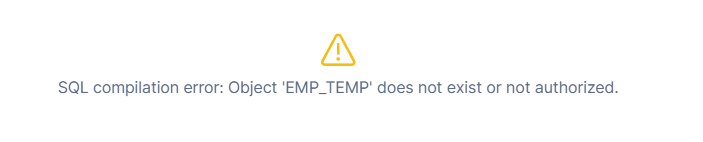 SQL compilation error: Object 'EMP_TEMP' does not exist or not authorized.